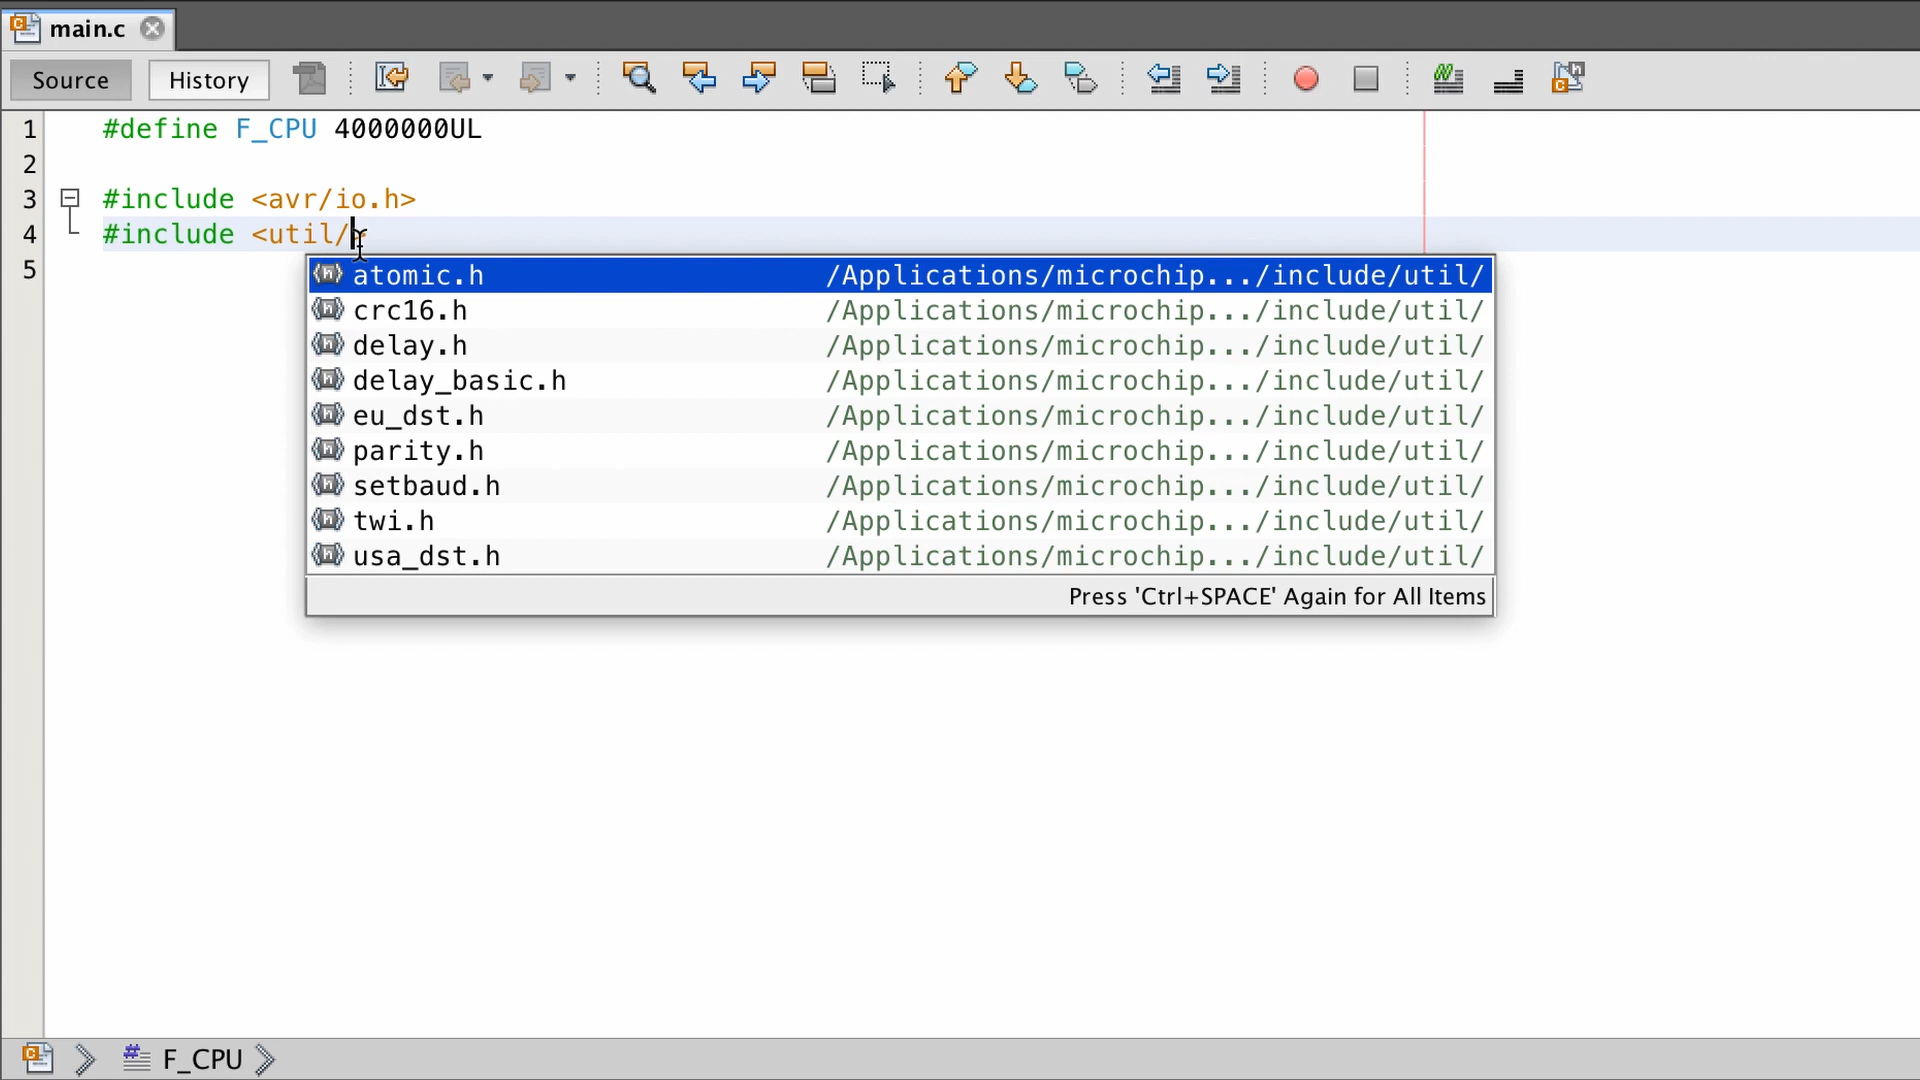 main.c
Source History
1 #define F_CPU 4000000UL
2
3 #include <avr/io.h>
4 #include <util/>
5
atomic.h /Applications/microchip.../include/util/
crc16.h /Applications/microchip.../include/util/
delay.h /Applications/microchip.../include/util/
delay_basic.h /Applications/microchip.../include/util/
eu_dst.h /Applications/microchip.../include/util/
parity.h /Applications/microchip.../include/util/
setbaud.h /Applications/microchip.../include/util/
twi.h /Applications/microchip.../include/util/
usa_dst.h /Applications/microchip.../include/util/
Press 'Ctrl+SPACE' Again for All Items
F_CPU